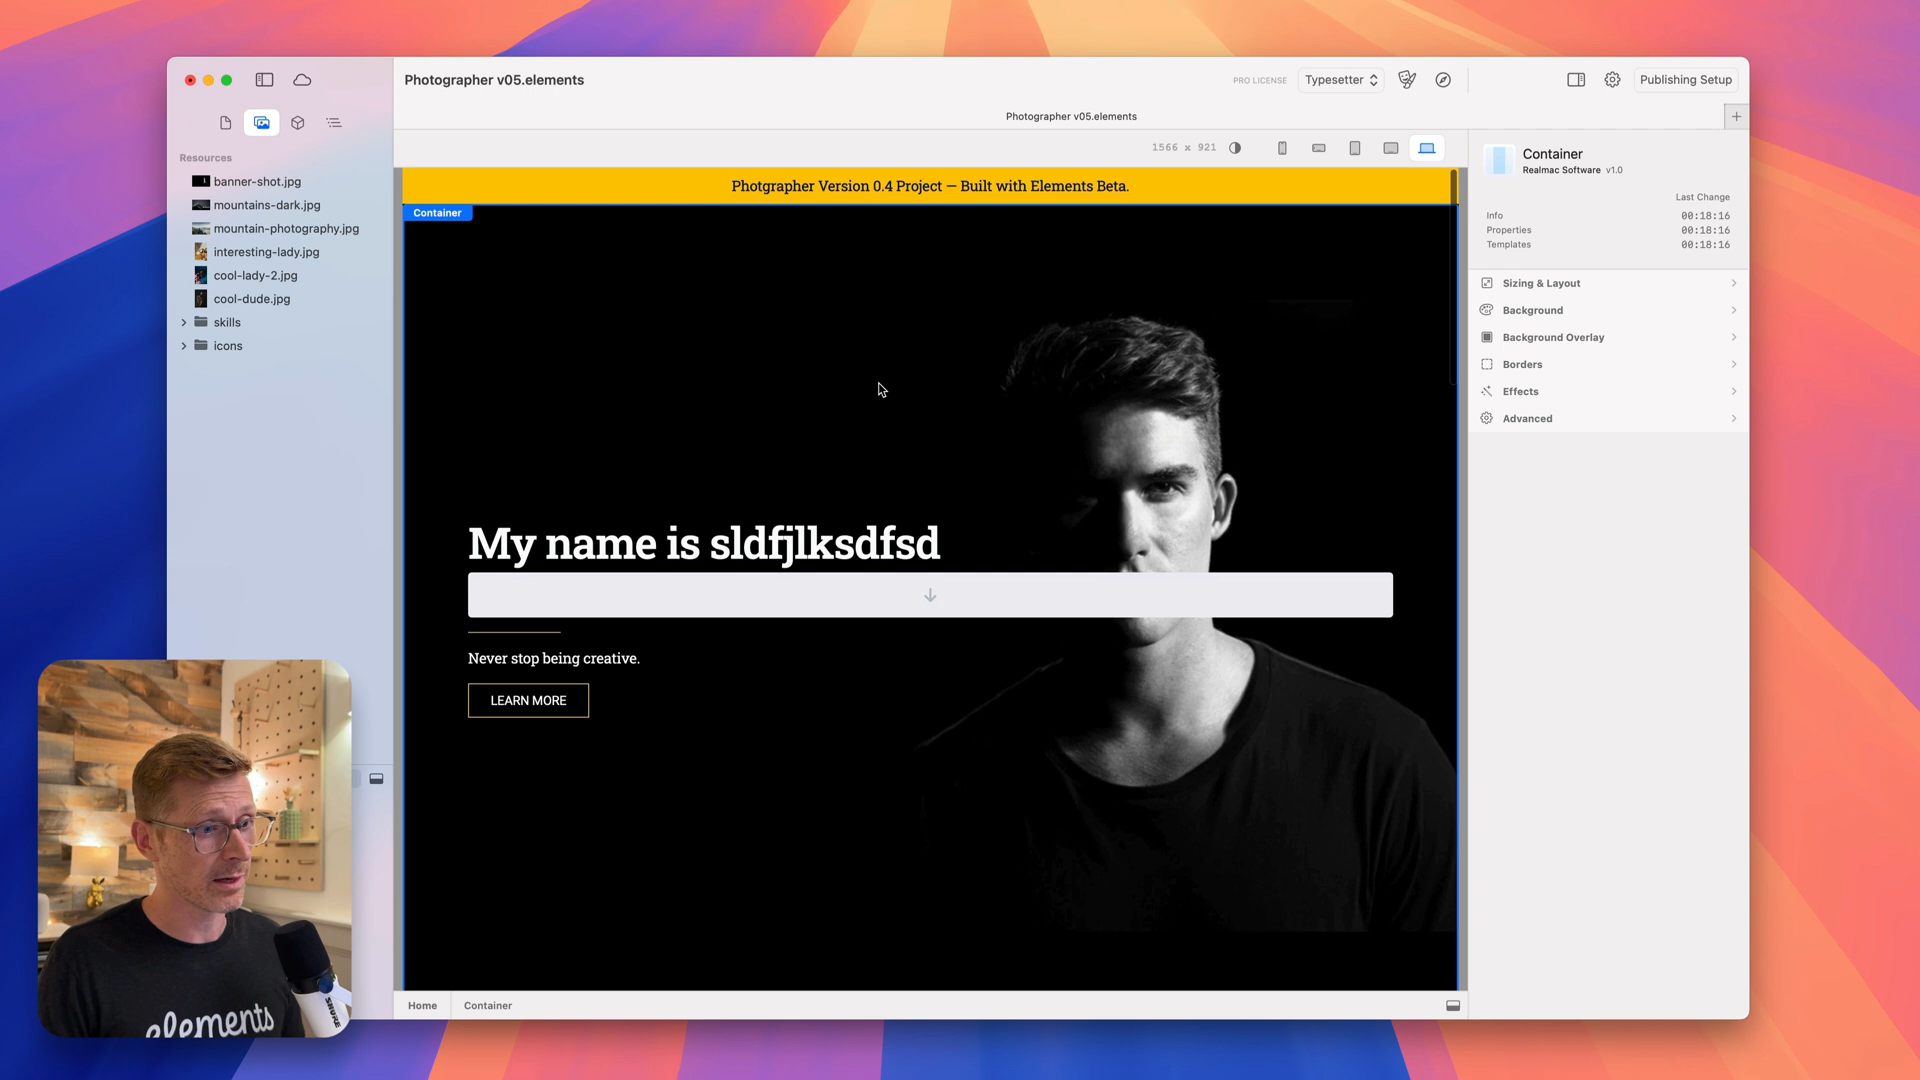 Photographer v05.elements
PRO LICENSE
Typesetter
Publishing Setup
Photographer v05.elements
1566 x 921
Resources
banner-shot.jpg
mountains-dark.jpg
mountain-photography.jpg
interesting-lady.jpg
cool-lady-2.jpg
cool-dude.jpg
skills
icons
Photgrapher Version 0.4 Project — Built with Elements Beta.
Container
My name is sldfjlksdfsd
Never stop being creative.
LEARN MORE
Home
Container
Container
Realmac Software v1.0
Last Change
Info 00:18:16
Properties 00:18:16
Templates 00:18:16
Sizing & Layout
Background
Background Overlay
Borders
Effects
Advanced
elements
SHURE